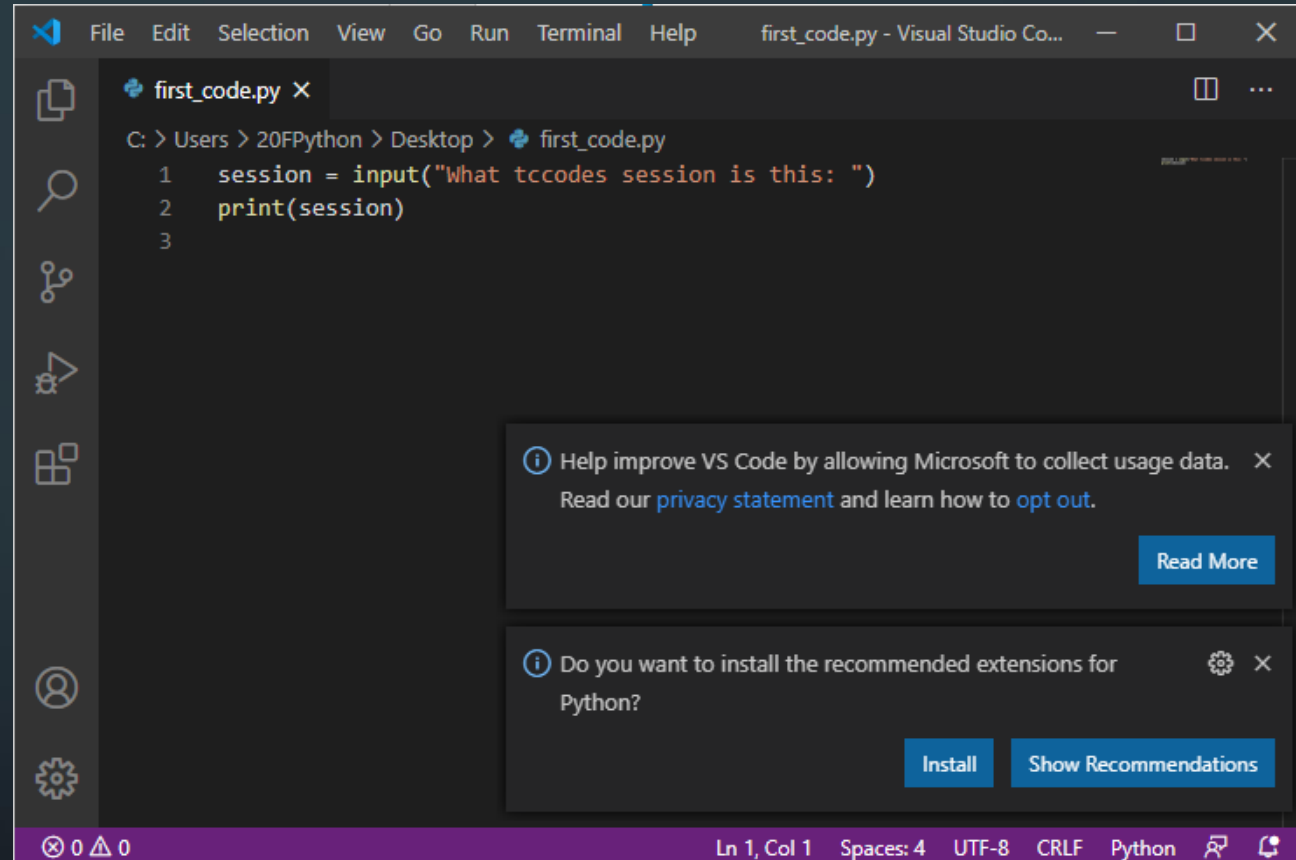 File Edit Selection View Go Run Terminal Help first_code.py - Visual Studio Co...
first_code.py
C: > Users > 20FPython > Desktop > first_code.py
1 session = input("What tccodes session is this: ")
2 print(session)
3
Help improve VS Code by allowing Microsoft to collect usage data.
Read our privacy statement and learn how to opt out.
Read More
Do you want to install the recommended extensions for
Python?
Install Show Recommendations
0 0 Ln 1, Col 1 Spaces: 4 UTF-8 CRLF Python